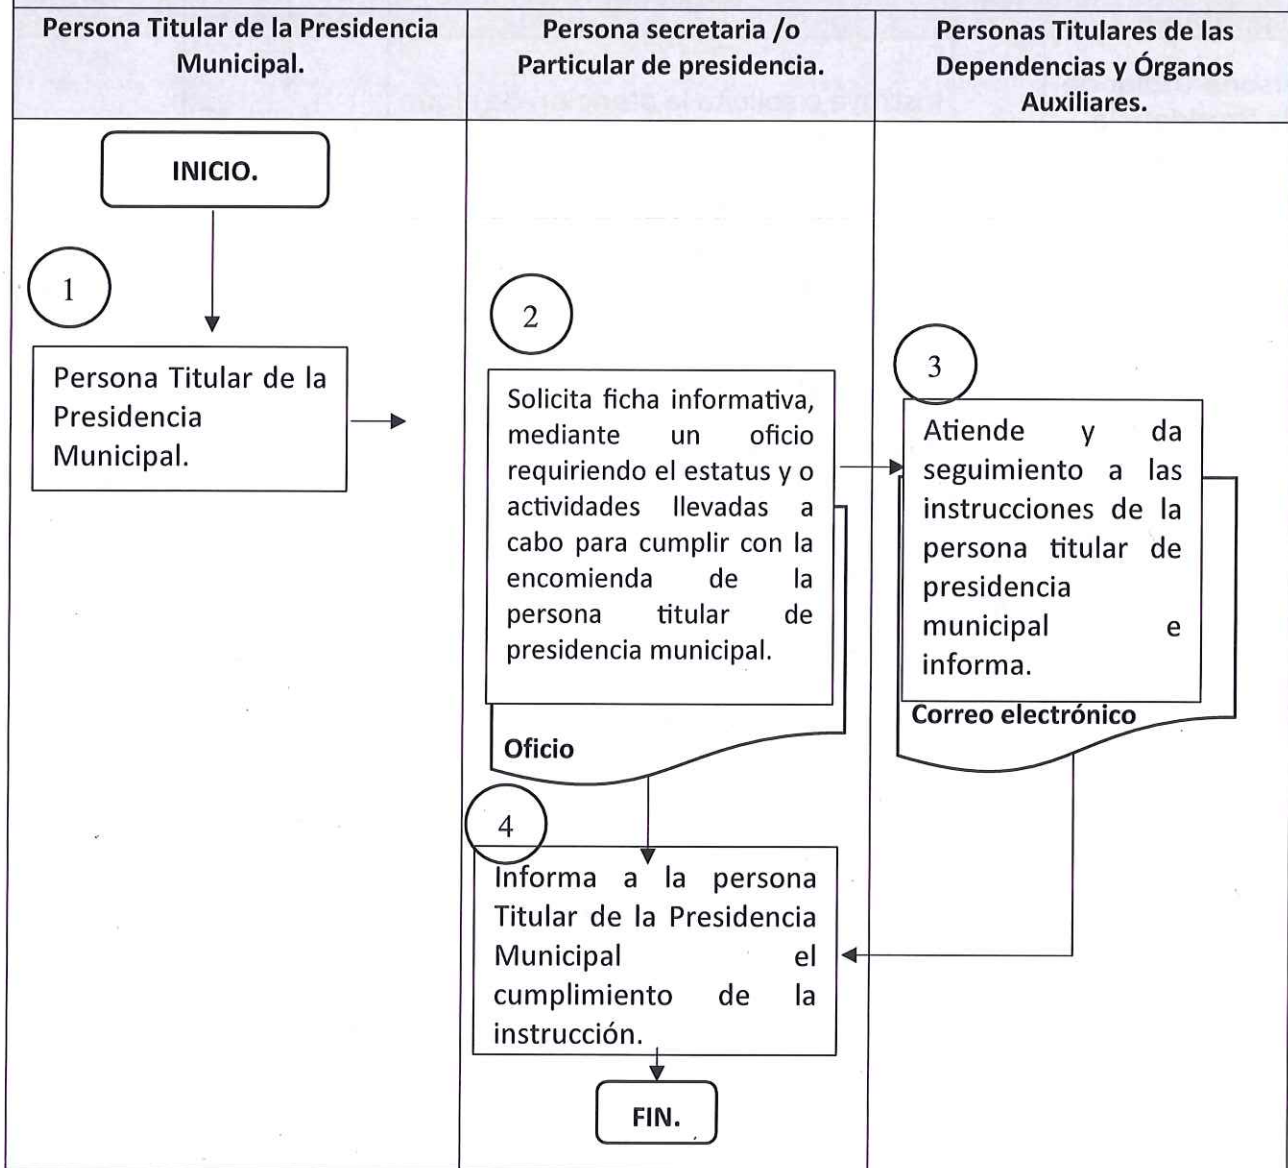 Persona Titular de la Presidencia
Municipal.
Persona secretaria /o
Particular de presidencia.
Personas Titulares de las
Dependencias y Órganos
Auxiliares.
INICIO.
1
Persona Titular de la
Presidencia
Municipal.
2
Solicita ficha informativa,
mediante un oficio
requiriendo el estatus y o
actividades llevadas a
cabo para cumplir con la
encomienda de la
persona titular de
presidencia municipal.
Oficio
3
Atiende y da
seguimiento a las
instrucciones de la
persona titular de
presidencia
municipal e
informa.
Correo electrónico
4
Informa a la persona
Titular de la Presidencia
Municipal el
cumplimiento de la
instrucción.
FIN.